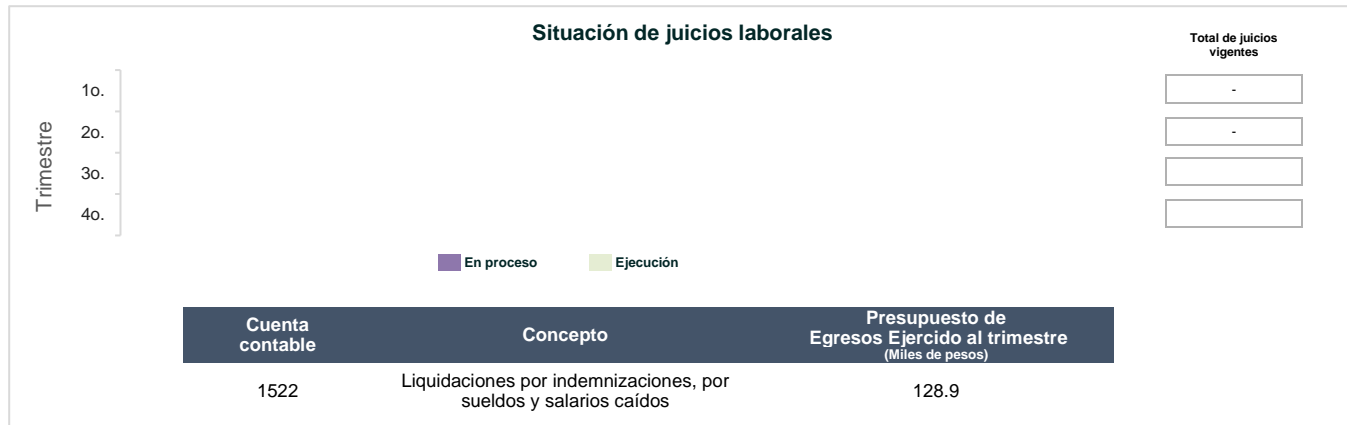 Situación de juicios laborales
Total de juicios
vigentes
Trimestre
1o.
-
2o.
-
3o.
4o.
En proceso
Ejecución
Cuenta
contable
Concepto
Presupuesto de
Egresos Ejercido al trimestre
(Miles de pesos)
1522
Liquidaciones por indemnizaciones, por
sueldos y salarios caídos
128.9